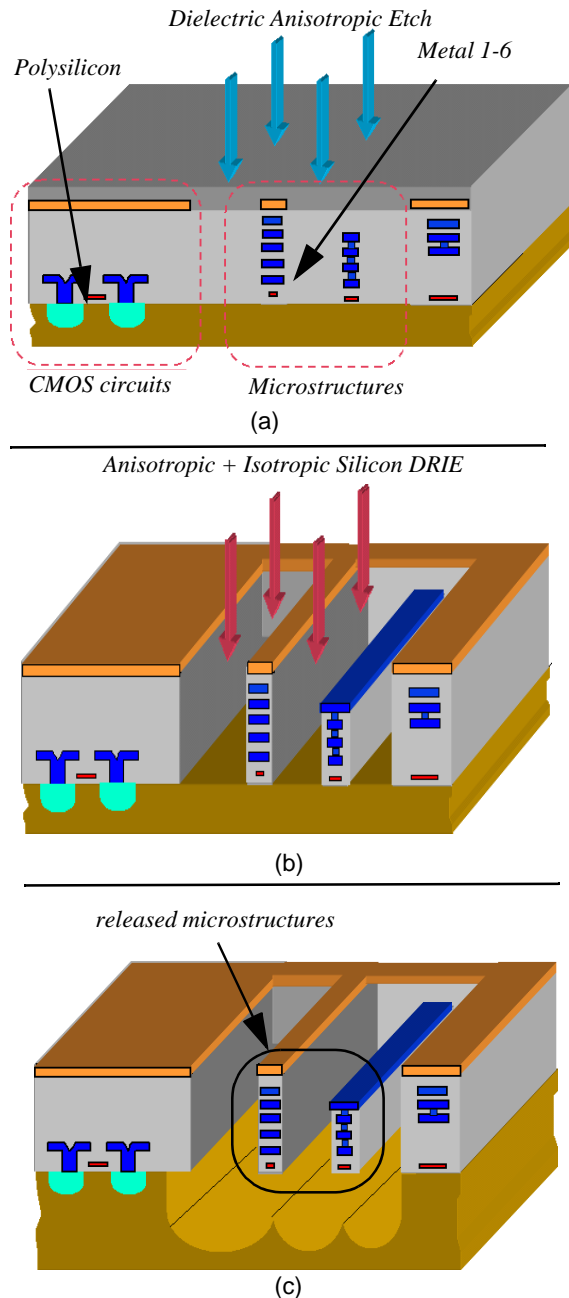 Dielectric Anisotropic Etch
Metal 1-6
Polysilicon
CMOS circuits
Microstructures
(a)
Anisotropic + Isotropic Silicon DRIE
(b)
released microstructures
(c)